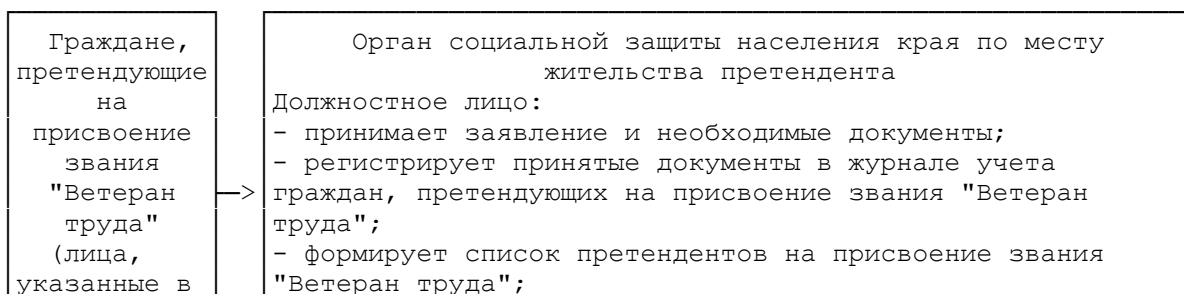 Граждане,
претендующие
на
присвоение
звания
"Ветеран
труда"
(лица,
указанные в
Орган социальной защиты населения края по месту
жительства претендента
Должностное лицо:
- принимает заявление и необходимые документы;
- регистрирует принятые документы в журнале учета
граждан, претендующих на присвоение звания "Ветеран
труда";
- формирует список претендентов на присвоение звания
"Ветеран труда";